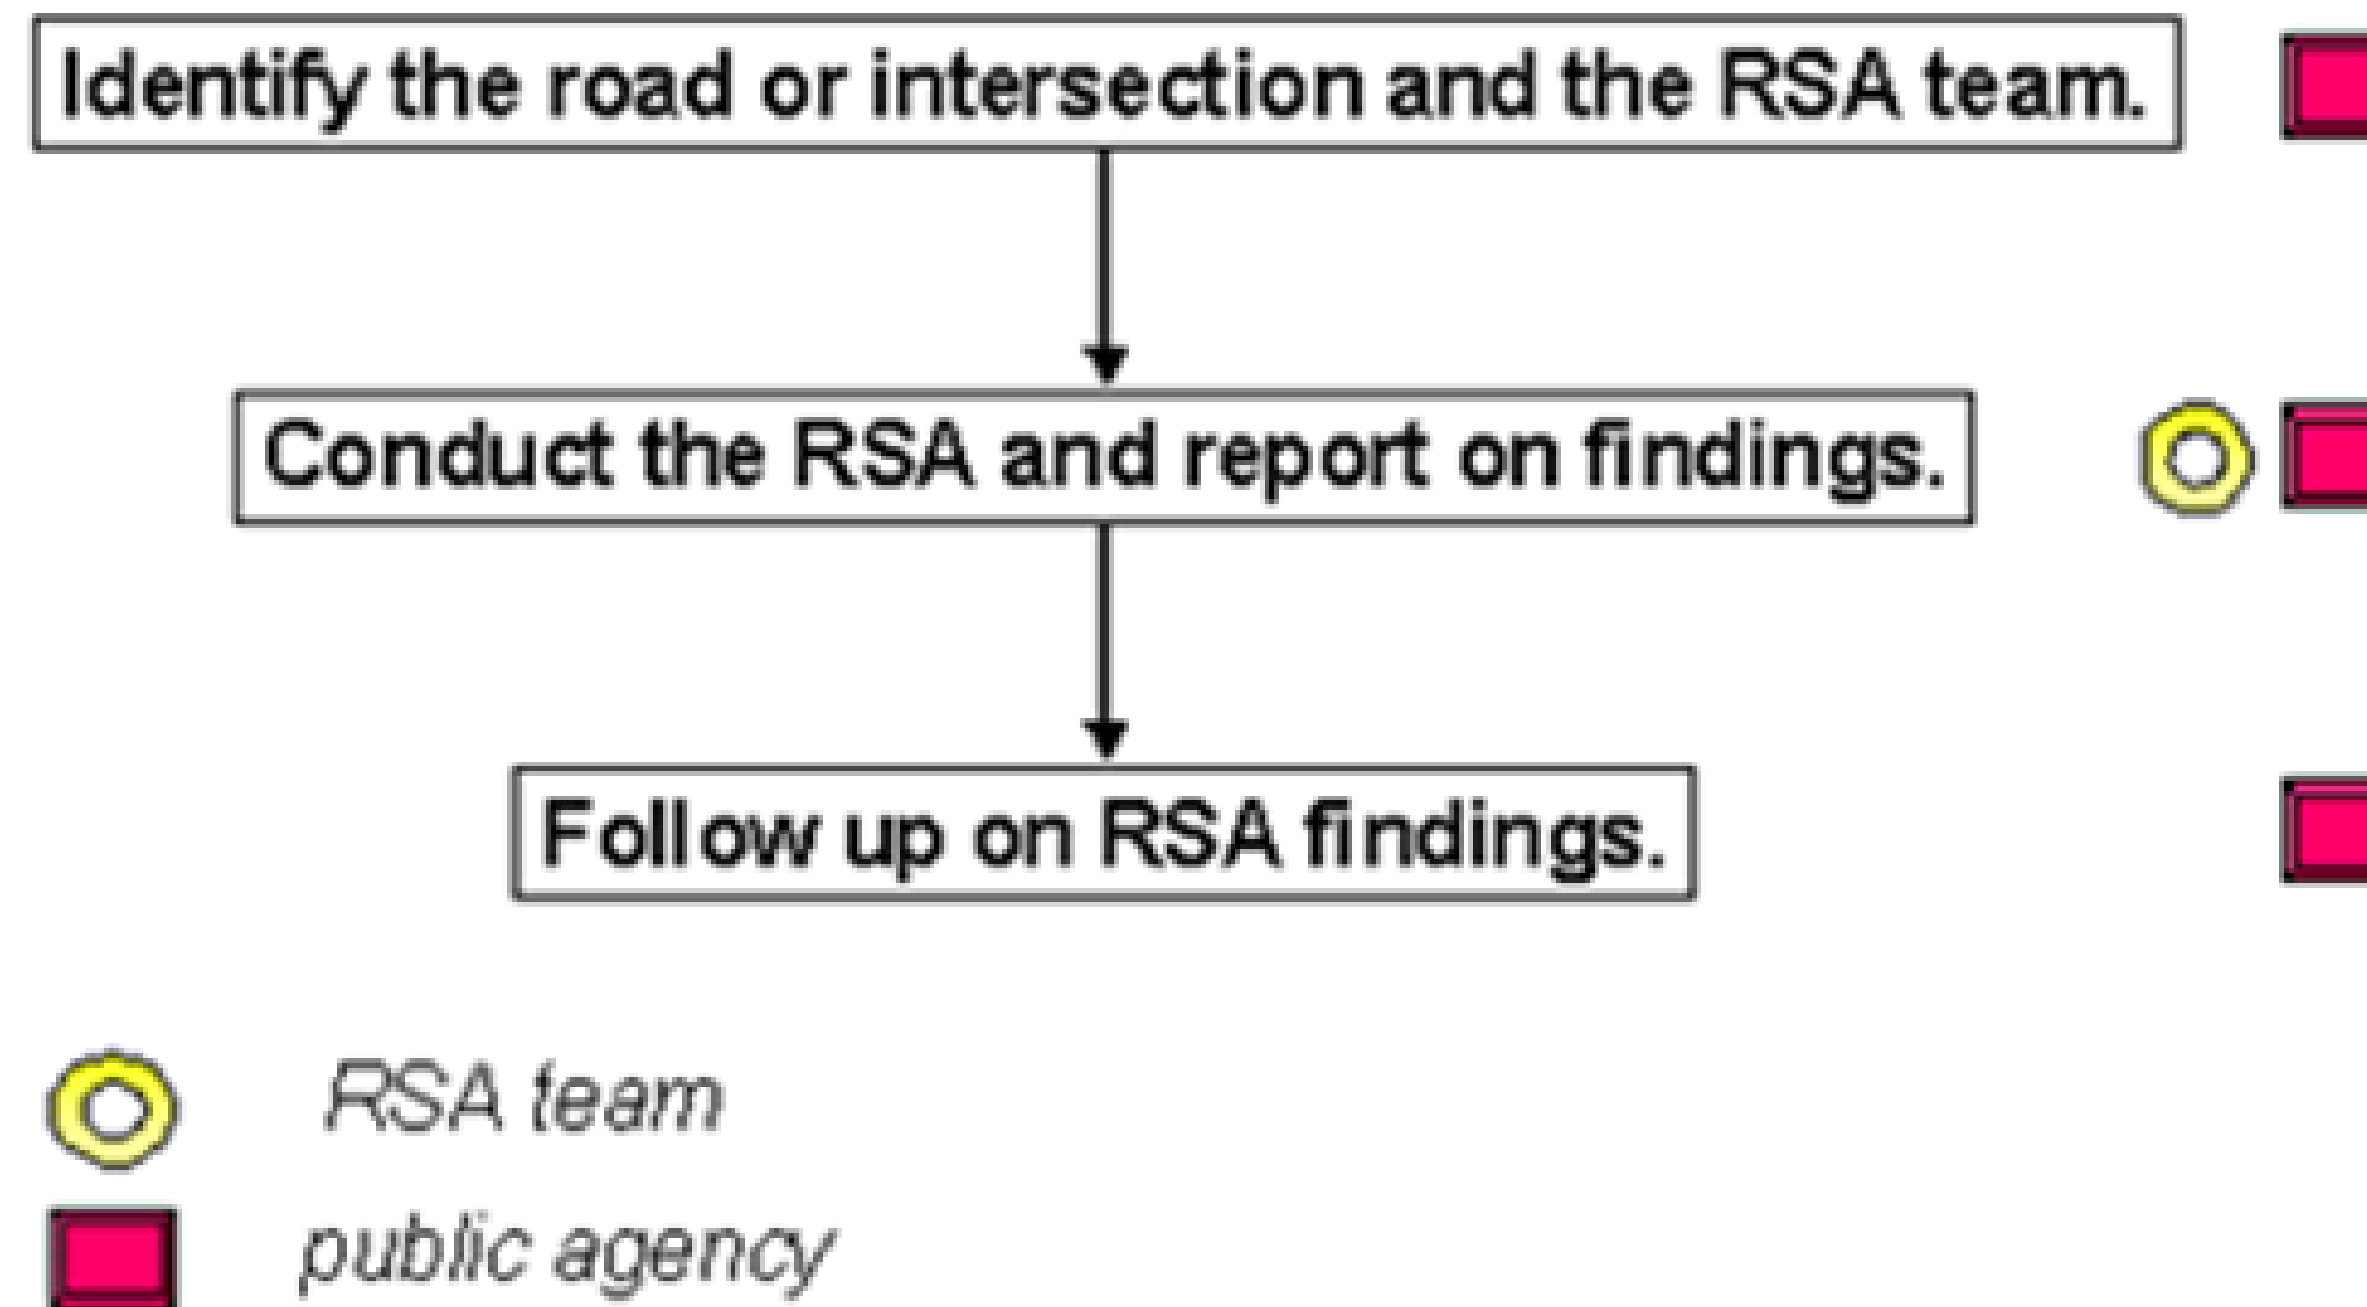 Identify the road or intersection and the RSA team.
Conduct the RSA and report on findings.
Follow up on RSA findings.
RSA team
public agency